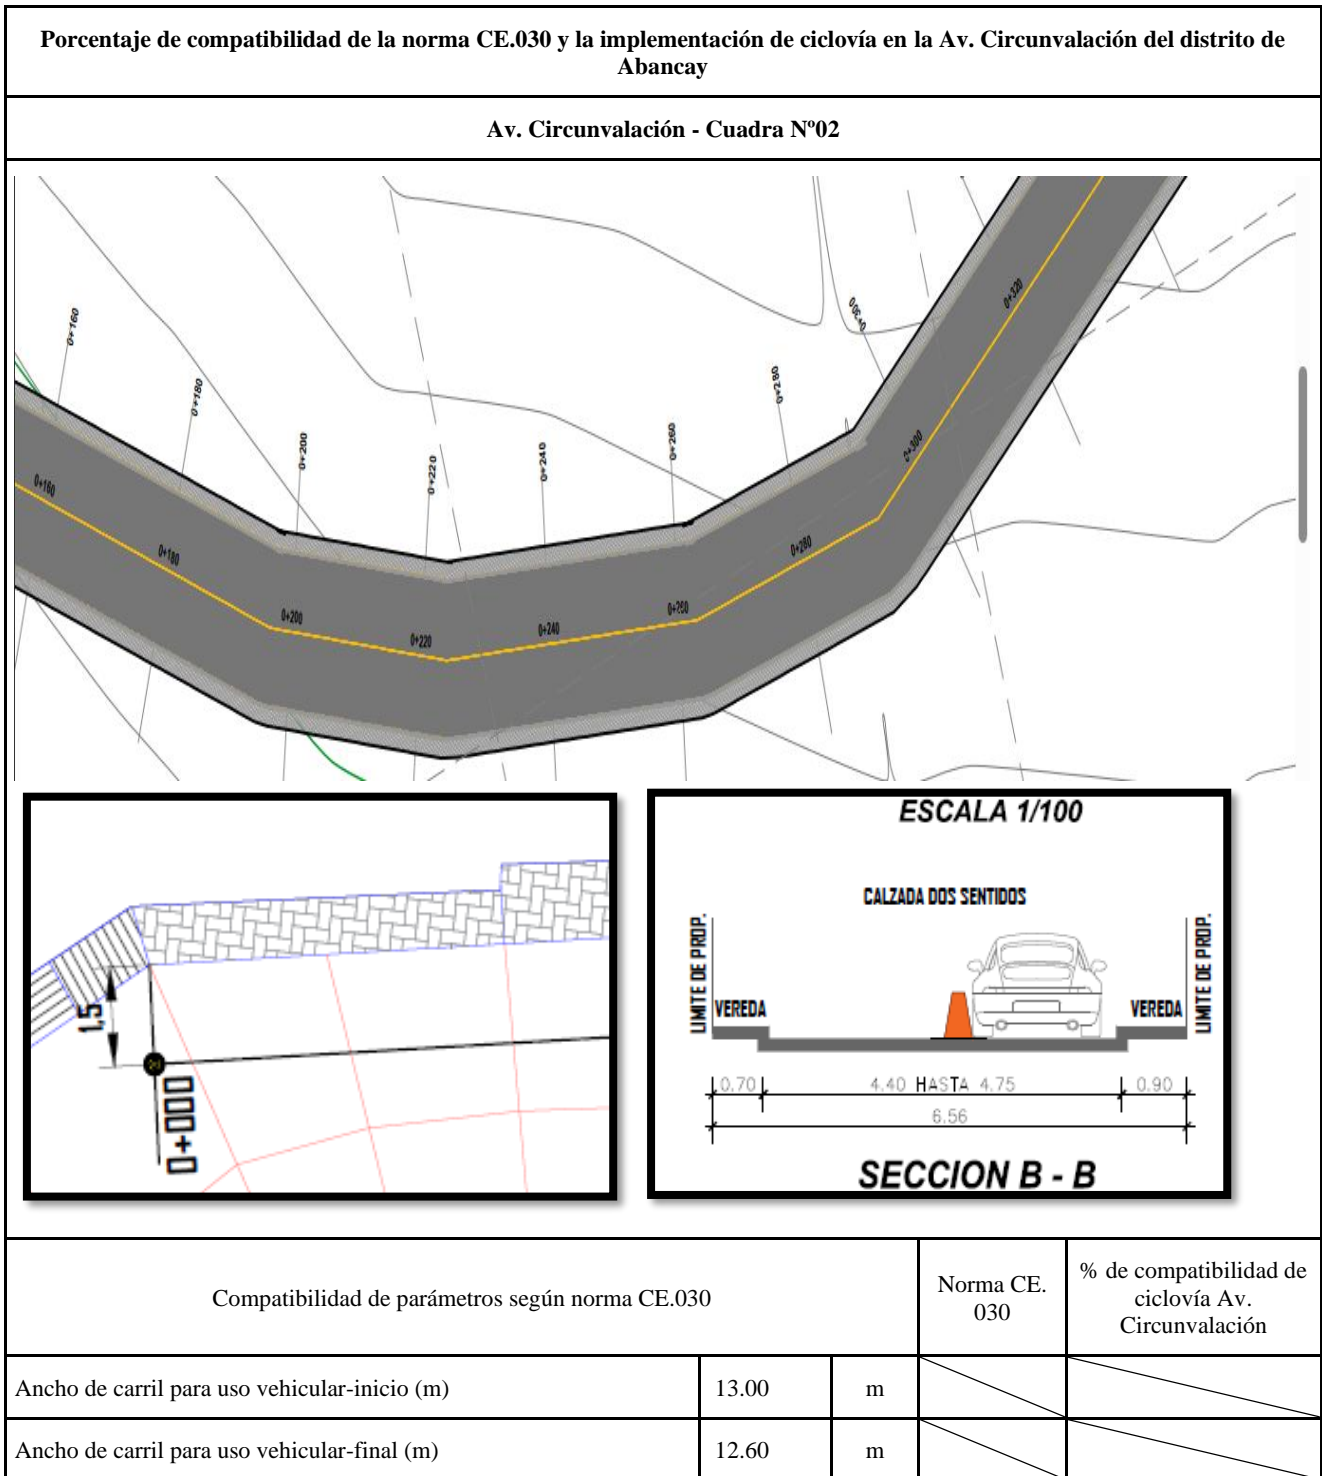 Porcentaje de compatibilidad de la norma CE.030 y la implementación de ciclovía en la Av. Circunvalación del distrito de
Abancay
Av. Circunvalación - Cuadra Nº02
0+160
0+180
0+200
0+220
0+240
0+260
0+280
0+300
0+160
0+180
0+200
0+220
0+240
0+260
0+280
0+300
0+320
1,5
0+000
ESCALA 1/100
CALZADA DOS SENTIDOS
LIMITE DE PROP.
VEREDA
VEREDA
LIMITE DE PROP.
0.70
4.40 HASTA 4.75
0.90
6.56
SECCION B - B
Compatibilidad de parámetros según norma CE.030
Norma CE.
030
% de compatibilidad de
ciclovía Av.
Circunvalación
Ancho de carril para uso vehicular-inicio (m) 13.00 m
Ancho de carril para uso vehicular-final (m) 12.60 m